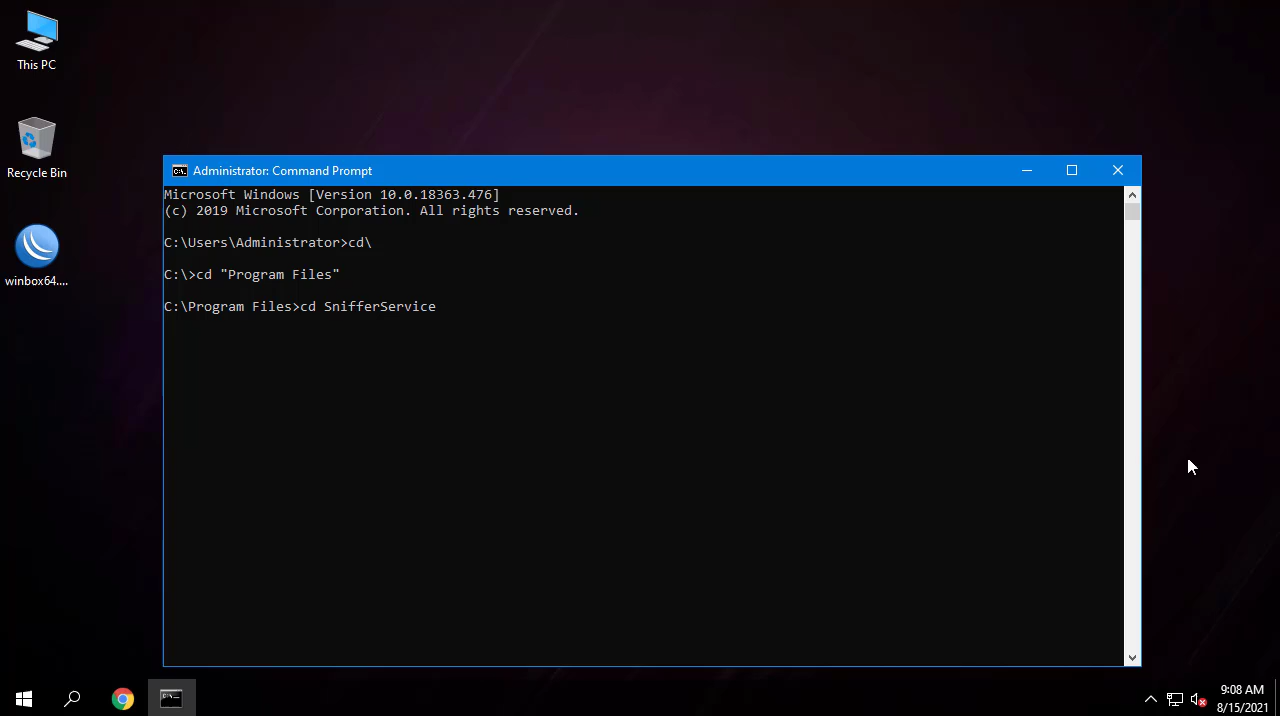 This PC
Recycle Bin
winbox64....
Administrator: Command Prompt
Microsoft Windows [Version 10.0.18363.476]
(c) 2019 Microsoft Corporation. All rights reserved.
C:\Users\Administrator>cd\
C:\>cd "Program Files"
C:\Program Files>cd SnifferService
9:08 AM
8/15/2021